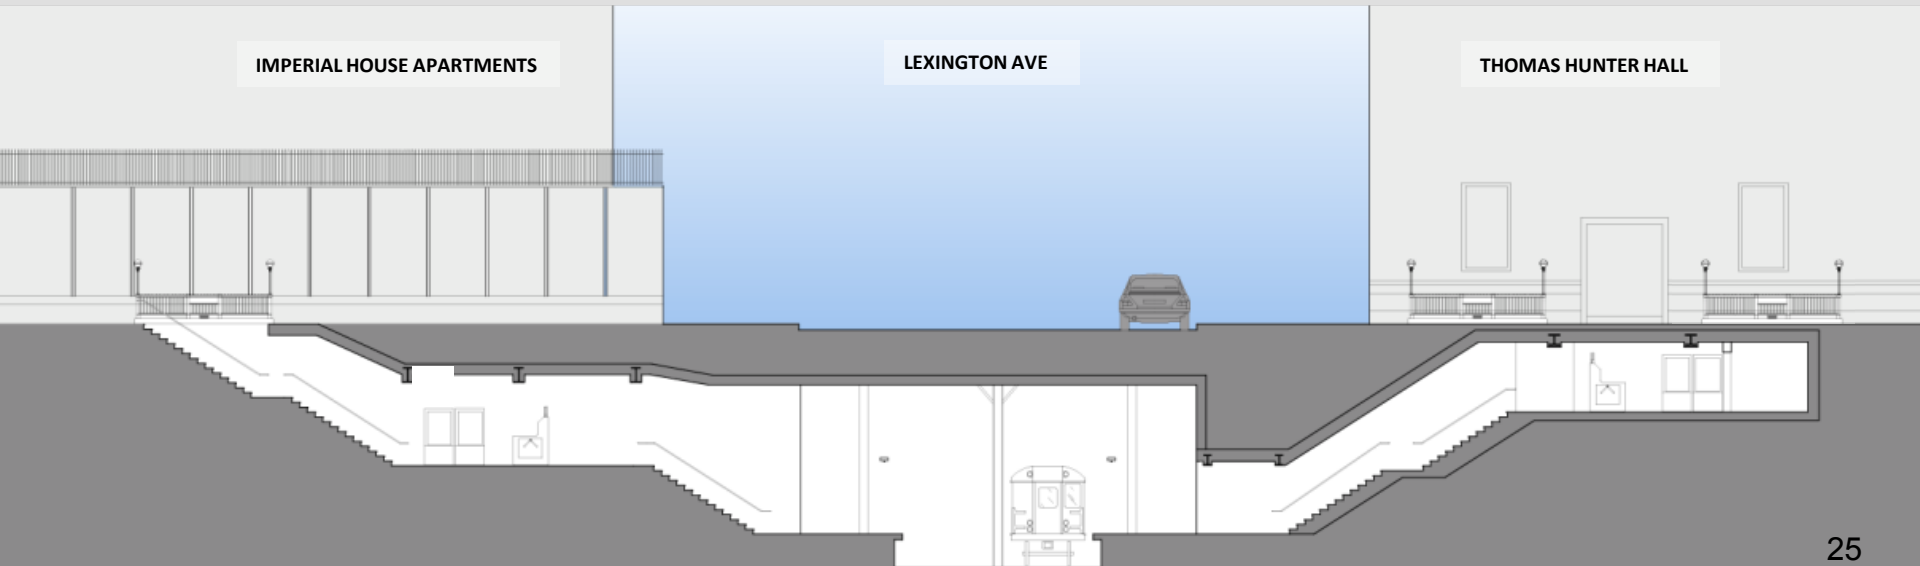 IMPERIAL HOUSE APARTMENTS
LEXINGTON AVE
THOMAS HUNTER HALL
25